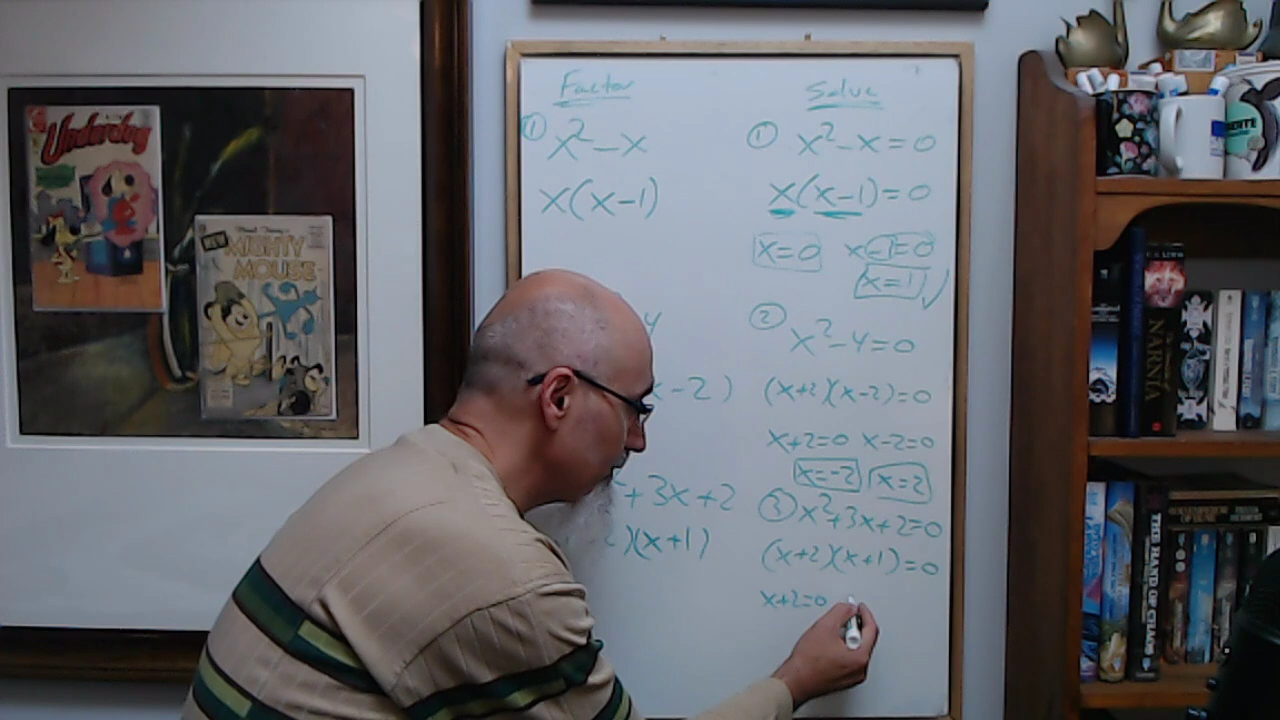 Factor
① x² - x
x(x-1)
x-2)
+3x+2
)(x+1)
Solve
① x² - x = 0
x(x-1) = 0
x=0 x-1=0
x=1
② x² - 4 = 0
(x+2)(x-2)=0
x+2=0 x-2=0
x=-2 x=2
③ x²+3x+2=0
(x+2)(x+1)=0
x+2=0
Underdog
NEW
MIGHTY
MOUSE
NARNIA
THE HAND OF CHAOS